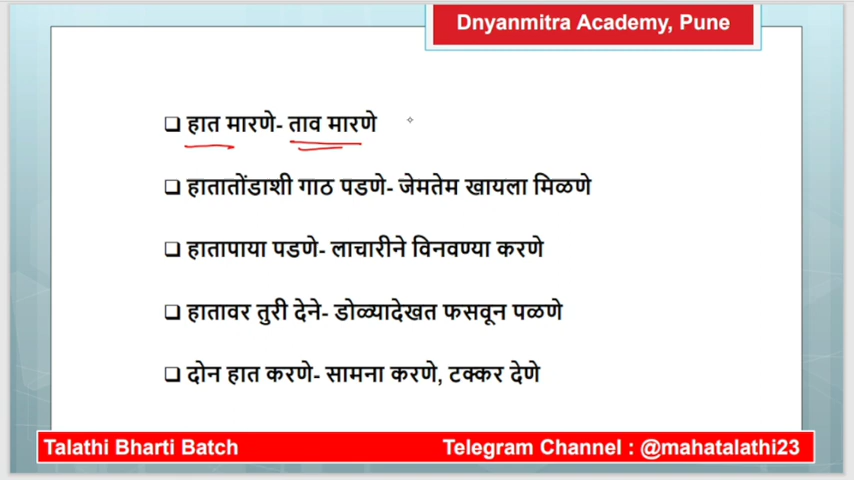 Dnyanmitra Academy, Pune
हात मारणे- ताव मारणे
हातातोंडाशी गाठ पडणे- जेमतेम खायला मिळणे
हातापाया पडणे- लाचारीने विनवण्या करणे
हातावर तुरी देने- डोळ्यादेखत फसवून पळणे
दोन हात करणे- सामना करणे, टक्कर देणे
Talathi Bharti Batch
Telegram Channel : @mahatalathi23